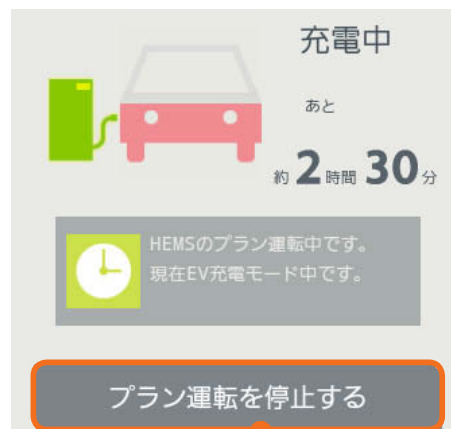 充電中
あと
約2時間30分
HEMSのプラン運転中です。
現在EV充電モード中です。
プラン運転を停止する